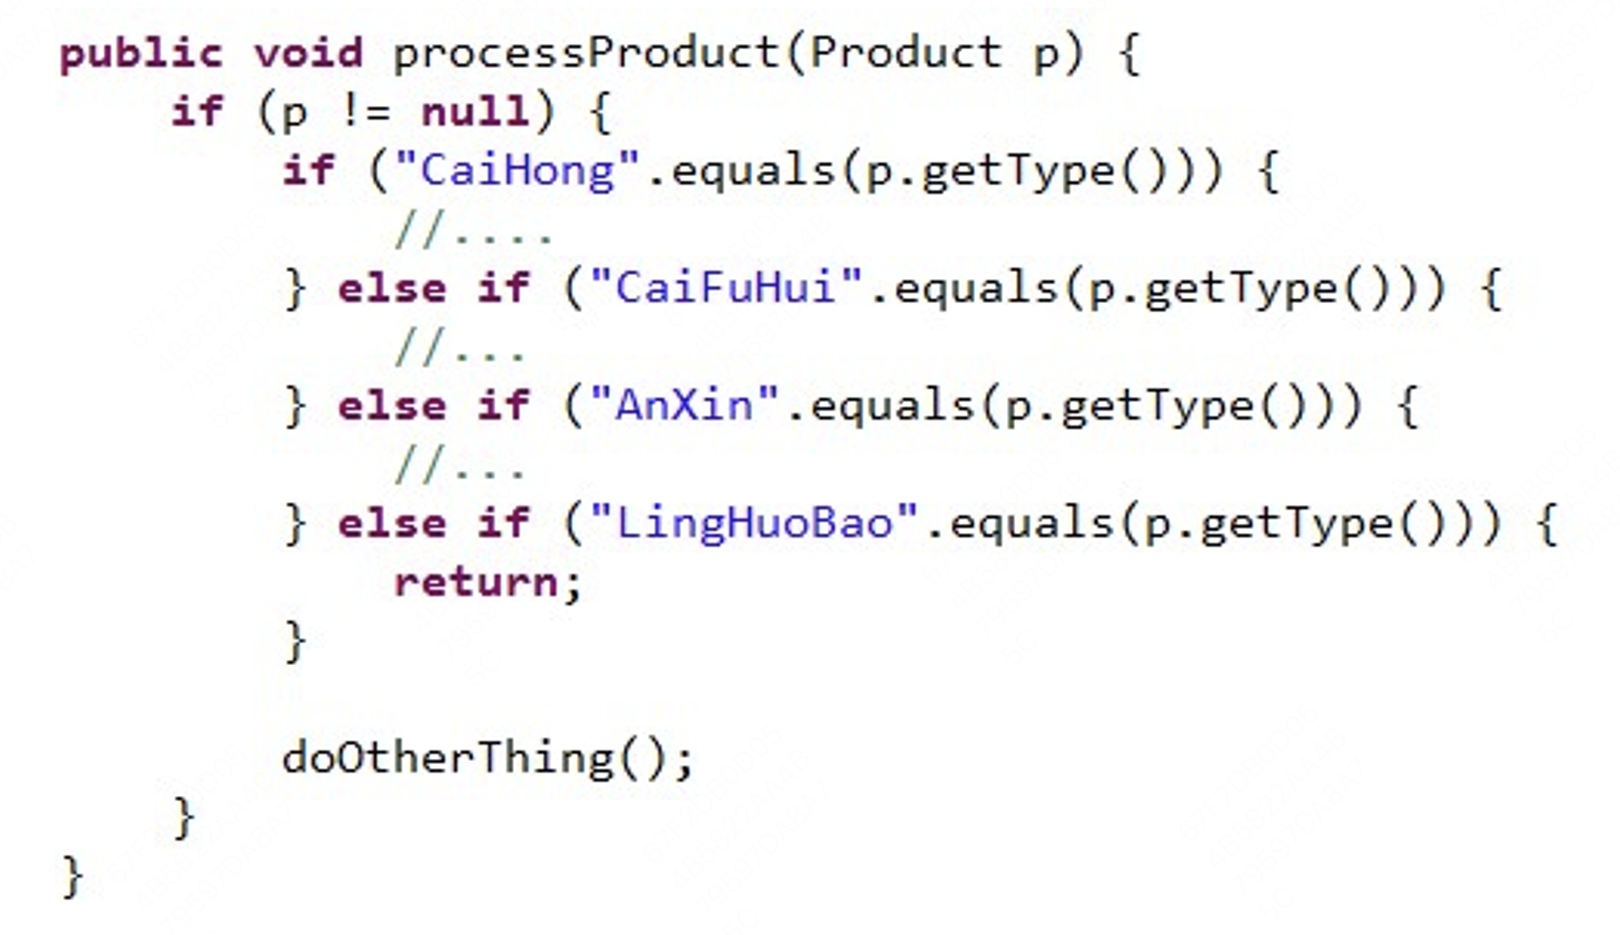 public void processProduct(Product p) {
if (p != null) {
if ("CaiHong".equals(p.getType())) {
//....
} else if ("CaiFuHui".equals(p.getType())) {
//...
} else if ("AnXin".equals(p.getType())) {
//...
} else if ("LingHuoBao".equals(p.getType())) {
return;
}
doOtherThing();
}
}